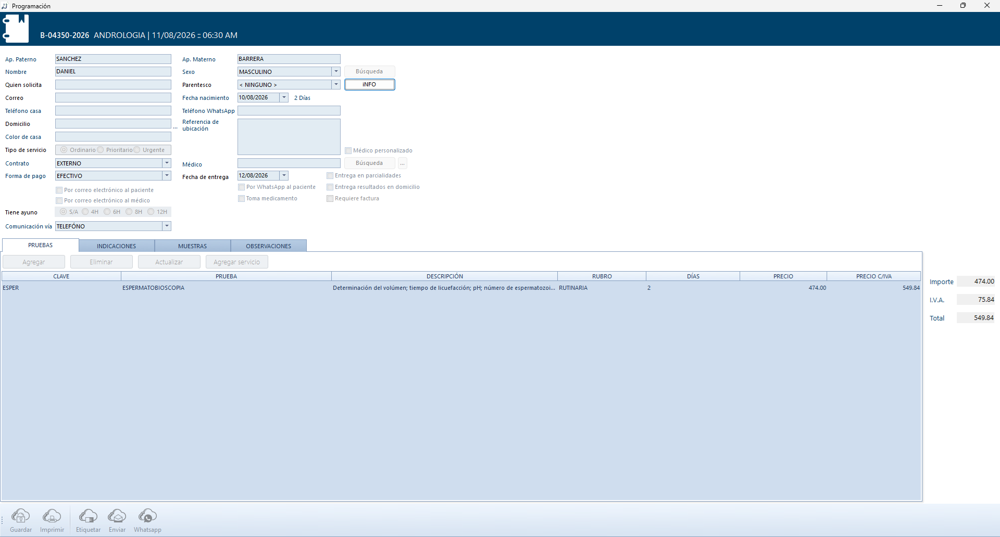 Programación
B-04350-2026 ANDROLOGIA | 11/08/2026 :: 06:30 AM
Ap. Paterno SANCHEZ Ap. Materno BARRERA
Nombre DANIEL Sexo MASCULINO Búsqueda
Quien solicita Parentesco < NINGUNO > iNFO
Correo Fecha nacimiento 10/08/2026 2 Días
Teléfono casa Teléfono WhatsApp
Domicilio ... Referencia de ubicación
Color de casa
Tipo de servicio Ordinario Prioritario Urgente Médico personalizado
Contrato EXTERNO Médico Búsqueda ...
Forma de pago EFECTIVO Fecha de entrega 12/08/2026 Entrega en parcialidades
Por correo electrónico al paciente Por WhatsApp al paciente Entrega resultados en domicilio
Por correo electrónico al médico Toma medicamento Requiere factura
Tiene ayuno S/A 4H 6H 8H 12H
Comunicación vía TELEFÓNO
PRUEBAS INDICACIONES MUESTRAS OBSERVACIONES
Agregar Eliminar Actualizar Agregar servicio
CLAVE PRUEBA DESCRIPCIÓN RUBRO DÍAS PRECIO PRECIO C/IVA
ESPER ESPERMATOBIOSCOPIA Determinación del volúmen; tiempo de licuefacción; pH; número de espermatozoi... RUTINARIA 2 474.00 549.84
Importe 474.00
I.V.A. 75.84
Total 549.84
Guardar Imprimir Etiquetar Enviar Whatsapp